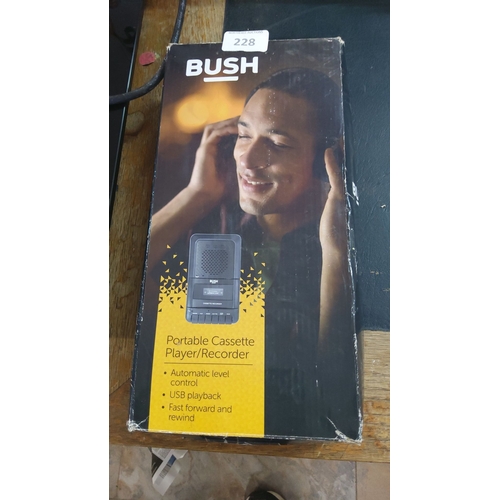 228
BUSH
Portable Cassette
Player/Recorder
• Automatic level
control
• USB playback
• Fast forward and
rewind